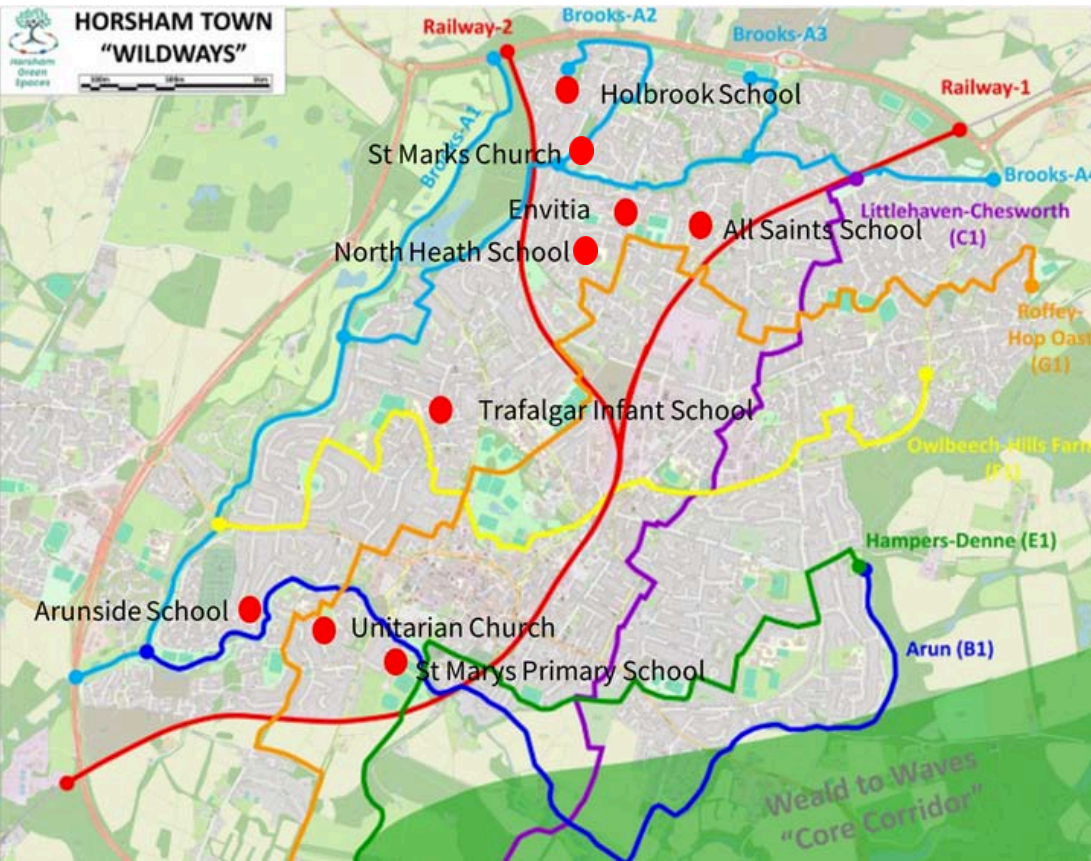 HORSHAM TOWN
“WILDWAYS”
Horsham
Green
Spaces
Railway-2
Brooks-A2
Brooks-A3
Railway-1
Holbrook School
Brooks-A1
St Marks Church
Brooks-A4
Envitia
Littlehaven-Chesworth
(C1)
All Saints School
North Heath School
Roffey-
Hop Oast
(G1)
Trafalgar Infant School
Owlbeech-Hills Farm
Hampers-Denne (E1)
Arunside School
Unitarian Church
Arun (B1)
St Marys Primary School
Weald to Waves
“Core Corridor”